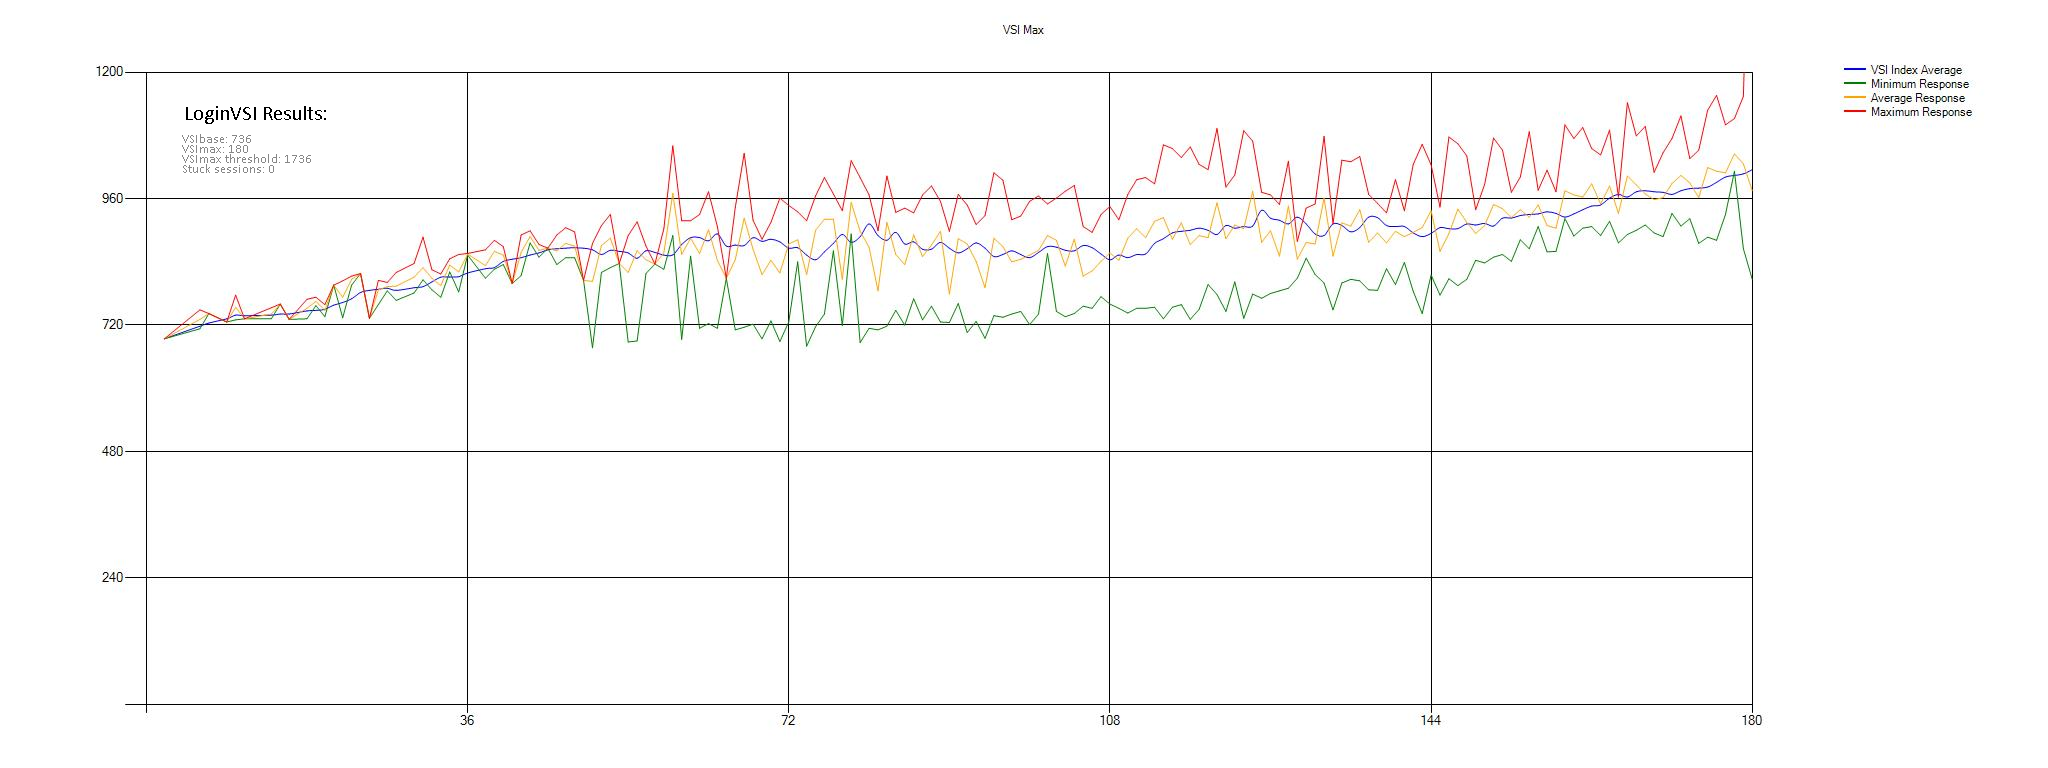 VSI Max
1200
960
720
480
240
36
72
108
144
180
LoginVSI Results:
VSIbase: 736
VSImax: 180
VSImax threshold: 1736
Stuck sessions: 0
VSI Index Average
Minimum Response
Average Response
Maximum Response